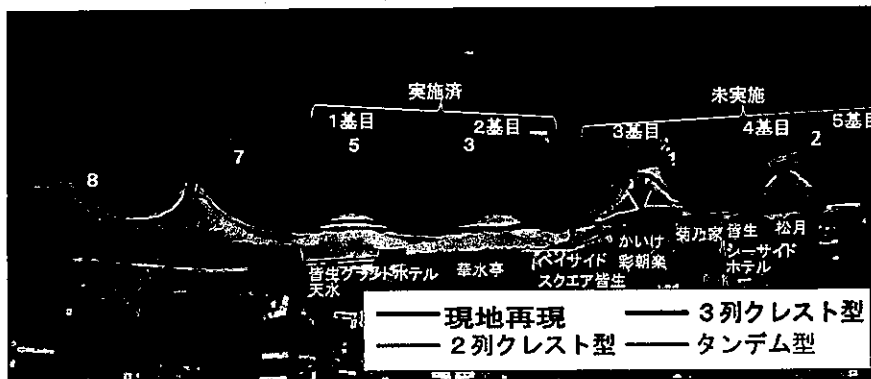 実施済
未実施
1基目 2基目 3基目 4基目 5基目
8 7 5 3 1 2
皆生グランドホテル天水
華水亭
ベイサイドスクエア皆生
かいけ彩朝楽
菊乃家
皆生シーサイドホテル
松月
現地再現 3列クレスト型
2列クレスト型 タンデム型